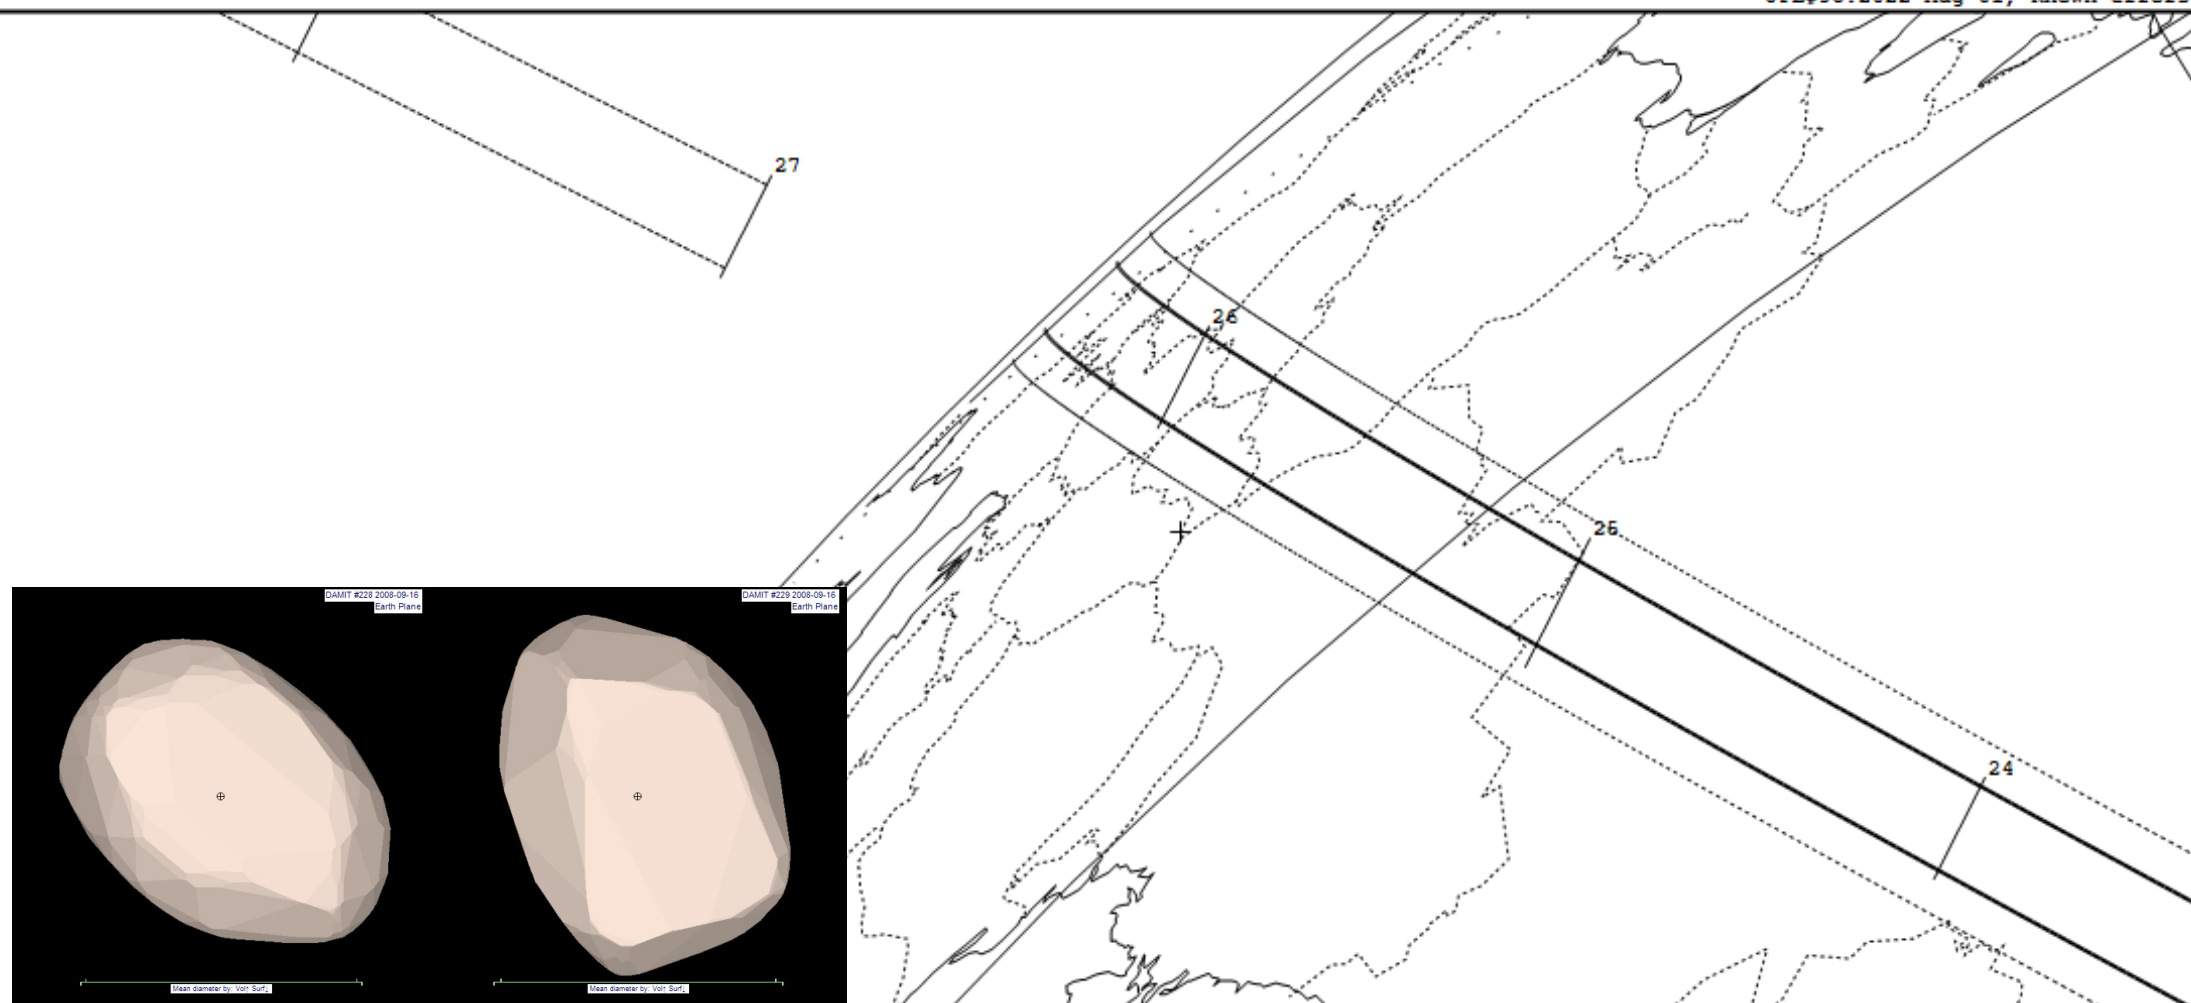 27
26
25
24
DAMIT #228 2008-09-16
Earth Plane
DAMIT #229 2008-09-16
Earth Plane
Mean diameter by: Vol↑ Surf↓
Mean diameter by: Vol↑ Surf↓